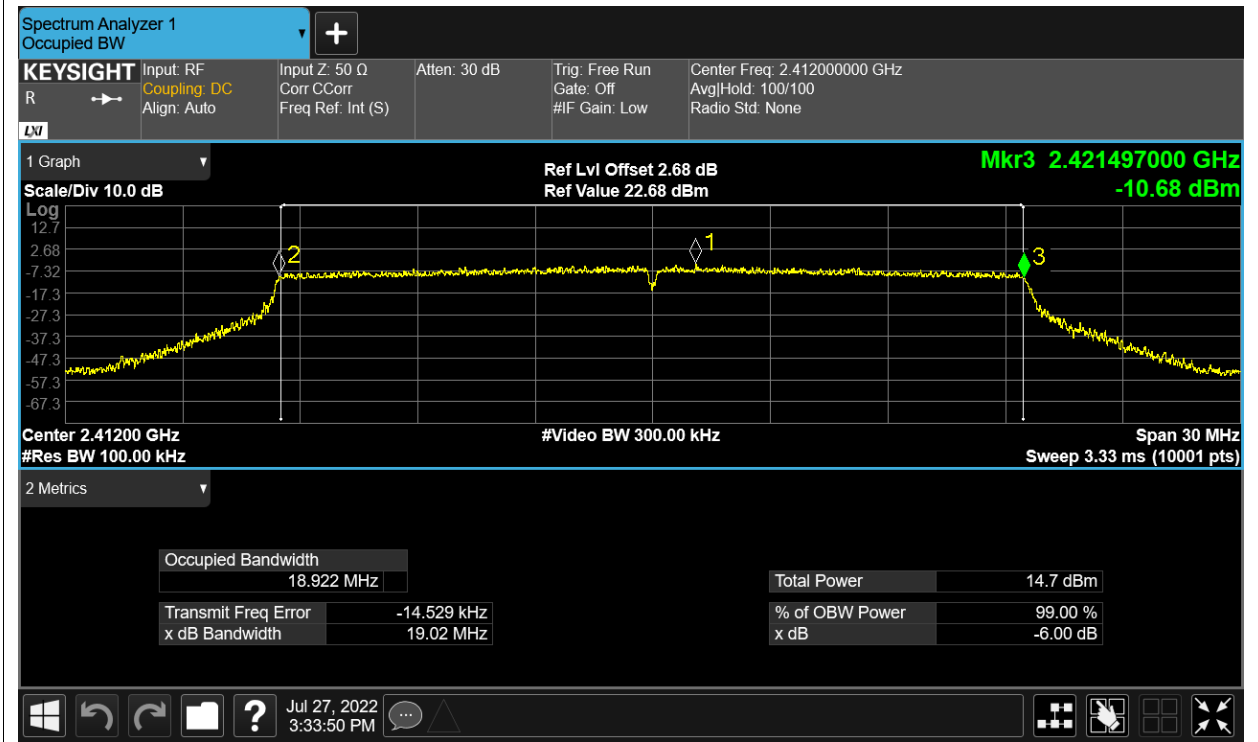 Spectrum Analyzer 1
Occupied BW
KEYSIGHT
R
LXI
Input: RF
Coupling: DC
Align: Auto
Input Z: 50 Ω
Corr CCorr
Freq Ref: Int (S)
Atten: 30 dB
Trig: Free Run
Gate: Off
#IF Gain: Low
Center Freq: 2.412000000 GHz
Avg|Hold: 100/100
Radio Std: None
1 Graph
Scale/Div 10.0 dB
Ref Lvl Offset 2.68 dB
Ref Value 22.68 dBm
Mkr3 2.421497000 GHz
-10.68 dBm
Log
12.7
2.68
-7.32
-17.3
-27.3
-37.3
-47.3
-57.3
-67.3
2
1
3
Center 2.41200 GHz
#Res BW 100.00 kHz
#Video BW 300.00 kHz
Span 30 MHz
Sweep 3.33 ms (10001 pts)
2 Metrics
Occupied Bandwidth
18.922 MHz
Transmit Freq Error -14.529 kHz
x dB Bandwidth 19.02 MHz
Total Power 14.7 dBm
% of OBW Power 99.00 %
x dB -6.00 dB
?
Jul 27, 2022
3:33:50 PM